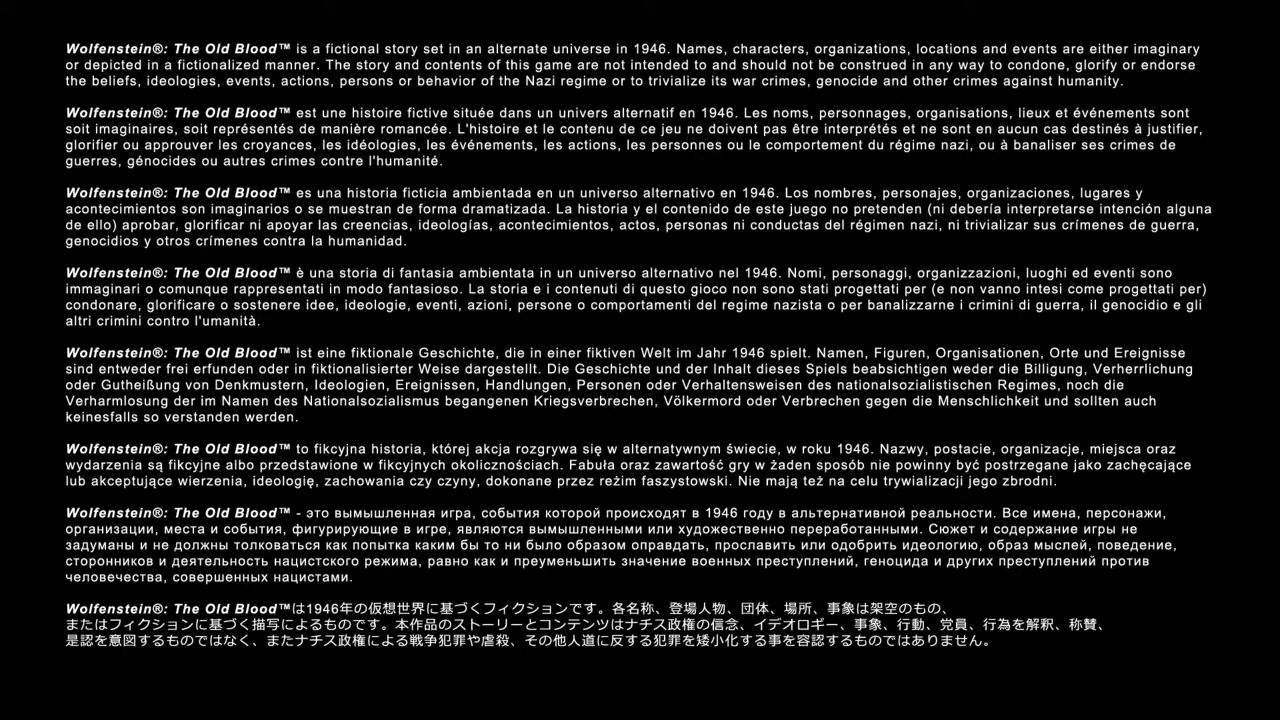 Wolfenstein®: The Old Blood™ is a fictional story set in an alternate universe in 1946. Names, characters, organizations, locations and events are either imaginary
or depicted in a fictionalized manner. The story and contents of this game are not intended to and should not be construed in any way to condone, glorify or endorse
the beliefs, ideologies, events, actions, persons or behavior of the Nazi regime or to trivialize its war crimes, genocide and other crimes against humanity.
Wolfenstein®: The Old Blood™ est une histoire fictive située dans un univers alternatif en 1946. Les noms, personnages, organisations, lieux et événements sont
soit imaginaires, soit représentés de manière romancée. L'histoire et le contenu de ce jeu ne doivent pas être interprétés et ne sont en aucun cas destinés à justifier,
glorifier ou approuver les croyances, les idéologies, les événements, les actions, les personnes ou le comportement du régime nazi, ou à banaliser ses crimes de
guerres, génocides ou autres crimes contre l'humanité.
Wolfenstein®: The Old Blood™ es una historia ficticia ambientada en un universo alternativo en 1946. Los nombres, personajes, organizaciones, lugares y
acontecimientos son imaginarios o se muestran de forma dramatizada. La historia y el contenido de este juego no pretenden (ni debería interpretarse intención alguna
de ello) aprobar, glorificar ni apoyar las creencias, ideologías, acontecimientos, actos, personas ni conductas del régimen nazi, ni trivializar sus crímenes de guerra,
genocidios y otros crímenes contra la humanidad.
Wolfenstein®: The Old Blood™ è una storia di fantasia ambientata in un universo alternativo nel 1946. Nomi, personaggi, organizzazioni, luoghi ed eventi sono
immaginari o comunque rappresentati in modo fantasioso. La storia e i contenuti di questo gioco non sono stati progettati per (e non vanno intesi come progettati per)
condonare, glorificare o sostenere idee, ideologie, eventi, azioni, persone o comportamenti del regime nazista o per banalizzarne i crimini di guerra, il genocidio e gli
altri crimini contro l'umanità.
Wolfenstein®: The Old Blood™ ist eine fiktionale Geschichte, die in einer fiktiven Welt im Jahr 1946 spielt. Namen, Figuren, Organisationen, Orte und Ereignisse
sind entweder frei erfunden oder in fiktionalisierter Weise dargestellt. Die Geschichte und der Inhalt dieses Spiels beabsichtigen weder die Billigung, Verherrlichung
oder Gutheißung von Denkmustern, Ideologien, Ereignissen, Handlungen, Personen oder Verhaltensweisen des nationalsozialistischen Regimes, noch die
Verharmlosung der im Namen des Nationalsozialismus begangenen Kriegsverbrechen, Völkermord oder Verbrechen gegen die Menschlichkeit und sollten auch
keinesfalls so verstanden werden.
Wolfenstein®: The Old Blood™ to fikcyjna historia, której akcja rozgrywa się w alternatywnym świecie, w roku 1946. Nazwy, postacie, organizacje, miejsca oraz
wydarzenia są fikcyjne albo przedstawione w fikcyjnych okolicznościach. Fabuła oraz zawartość gry w żaden sposób nie powinny być postrzegane jako zachęcające
lub akceptujące wierzenia, ideologię, zachowania czy czyny, dokonane przez reżim faszystowski. Nie mają też na celu trywializacji jego zbrodni.
Wolfenstein®: The Old Blood™ - это вымышленная игра, события которой происходят в 1946 году в альтернативной реальности. Все имена, персонажи,
организации, места и события, фигурирующие в игре, являются вымышленными или художественно переработанными. Сюжет и содержание игры не
задуманы и не должны толковаться как попытка каким бы то ни было образом оправдать, прославить или одобрить идеологию, образ мыслей, поведение,
сторонников и деятельность нацистского режима, равно как и преуменьшить значение военных преступлений, геноцида и других преступлений против
человечества, совершенных нацистами.
Wolfenstein®: The Old Blood™は1946年の仮想世界に基づくフィクションです。各名称、登場人物、団体、場所、事象は架空のもの、
またはフィクションに基づく描写によるものです。本作品のストーリーとコンテンツはナチス政権の信念、イデオロギー、事象、行動、党員、行為を解釈、称賛、
是認を意図するものではなく、またナチス政権による戦争犯罪や虐殺、その他人道に反する犯罪を矮小化する事を容認するものではありません。